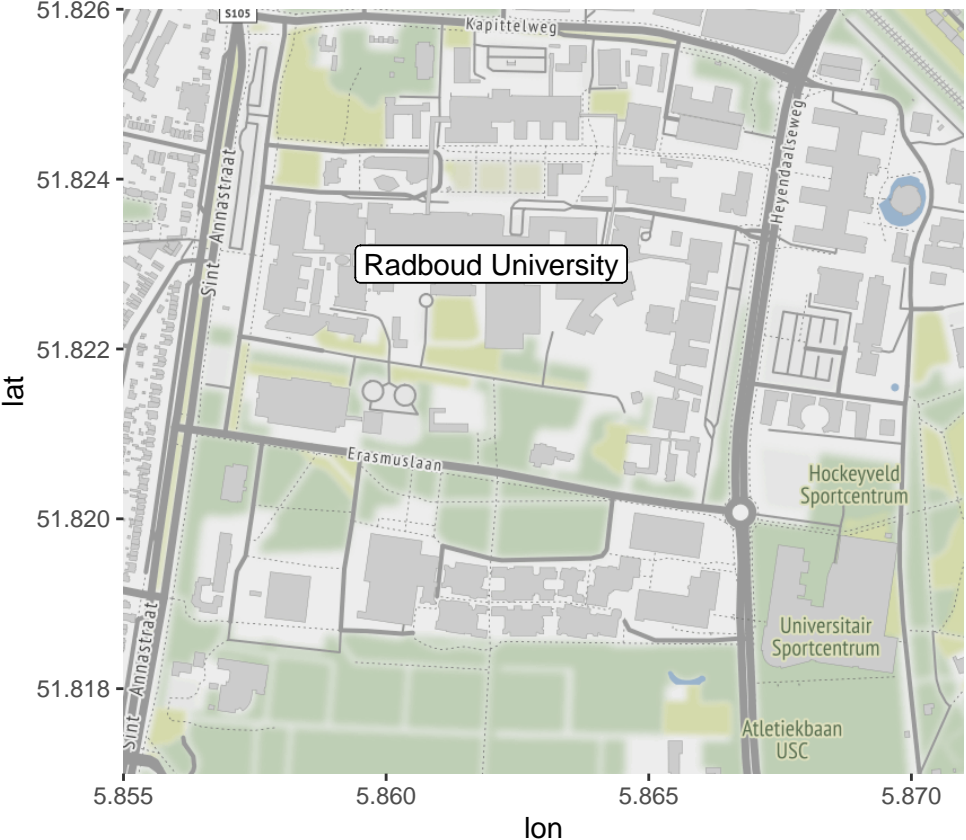 51.826
S105
Kapittelweg
Heyendaalseweg
51.824
Sint Annastraat
Radboud University
51.822
lat
Erasmuslaan
Hockeyveld
Sportcentrum
51.820
Universitair
Sportcentrum
Sint Annastraat
51.818
Atletiekbaan
USC
5.855
5.860
5.865
5.870
lon